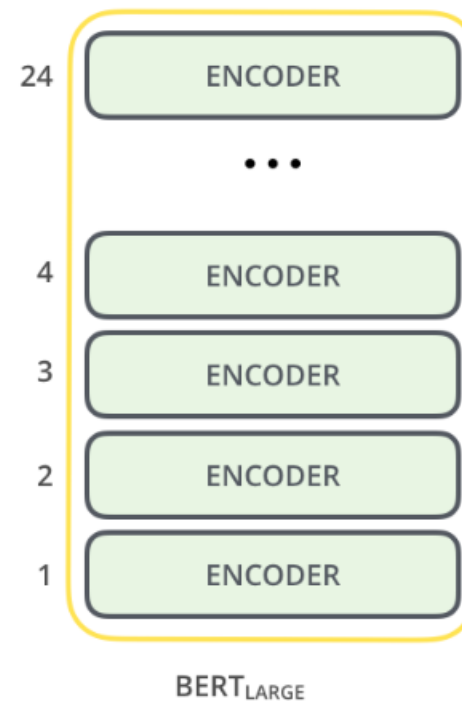 24 ENCODER
...
4 ENCODER
3 ENCODER
2 ENCODER
1 ENCODER
BERTLARGE